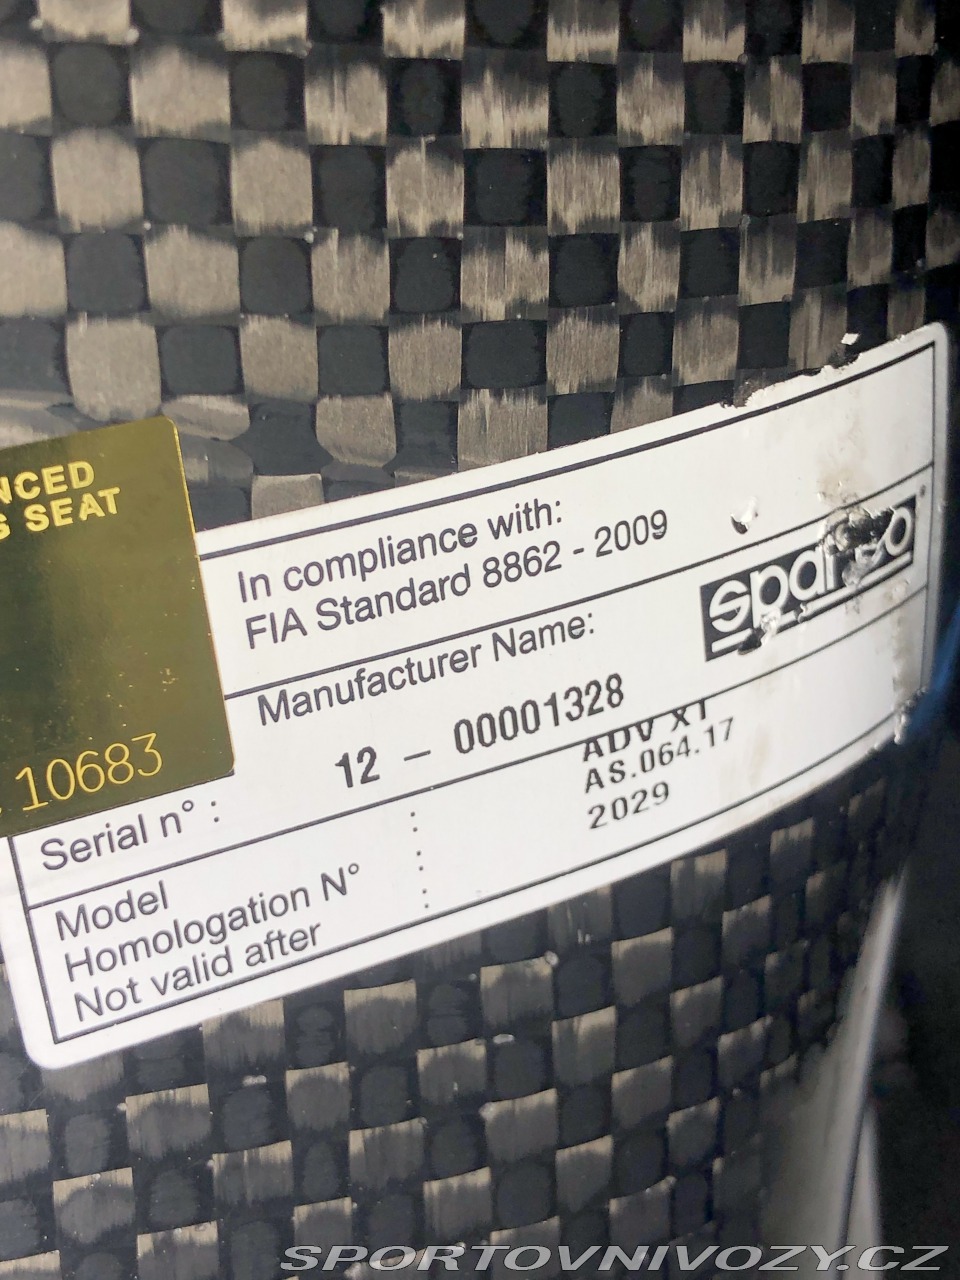 NCED
SEAT
10683
In compliance with:
FIA Standard 8862 - 2009
Manufacturer Name:
sparco
Serial n° : 12 - 00001328
Model : ADV XT
Homologation N° : AS.064.17
Not valid after : 2029
SPORTOVNIVOZY.CZ